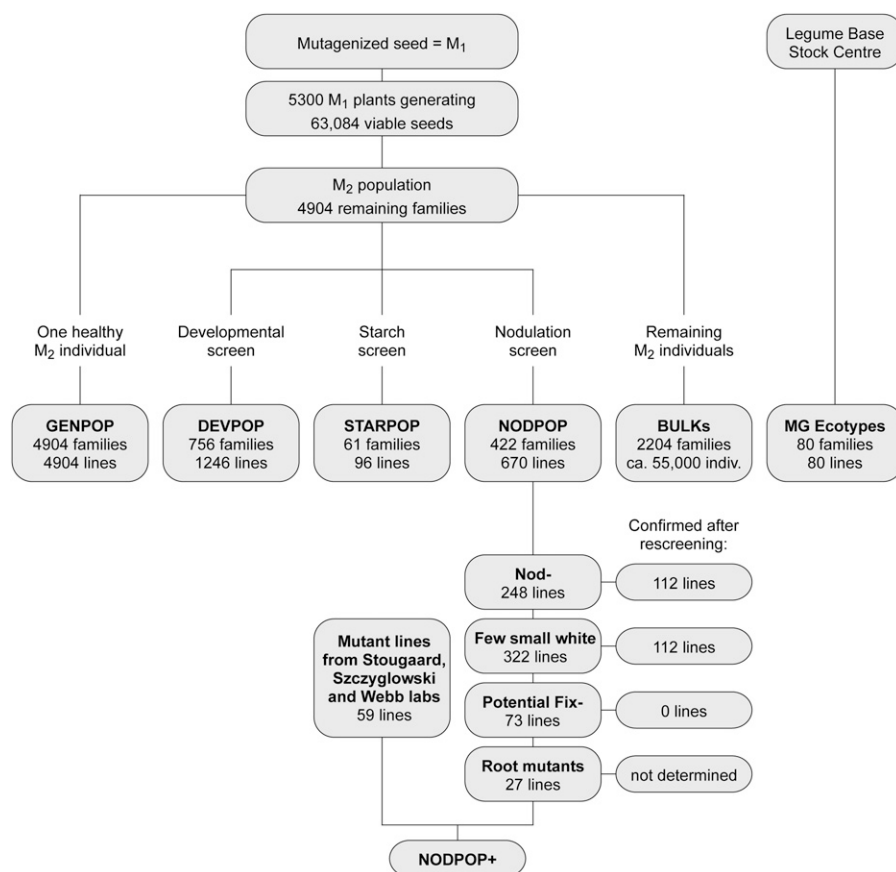 Mutagenized seed = M₁
Legume Base
Stock Centre
5300 M₁ plants generating
63,084 viable seeds
M₂ population
4904 remaining families
One healthy
M₂ individual
Developmental
screen
Starch
screen
Nodulation
screen
Remaining
M₂ individuals
GENPOP
4904 families
4904 lines
DEVPOP
756 families
1246 lines
STARPOP
61 families
96 lines
NODPOP
422 families
670 lines
BULKs
2204 families
ca. 55,000 indiv.
MG Ecotypes
80 families
80 lines
Confirmed after
rescreening:
Nod-
248 lines
112 lines
Few small white
322 lines
112 lines
Mutant lines
from Stougaard,
Szczyglowski
and Webb labs
59 lines
Potential Fix-
73 lines
0 lines
Root mutants
27 lines
not determined
NODPOP+